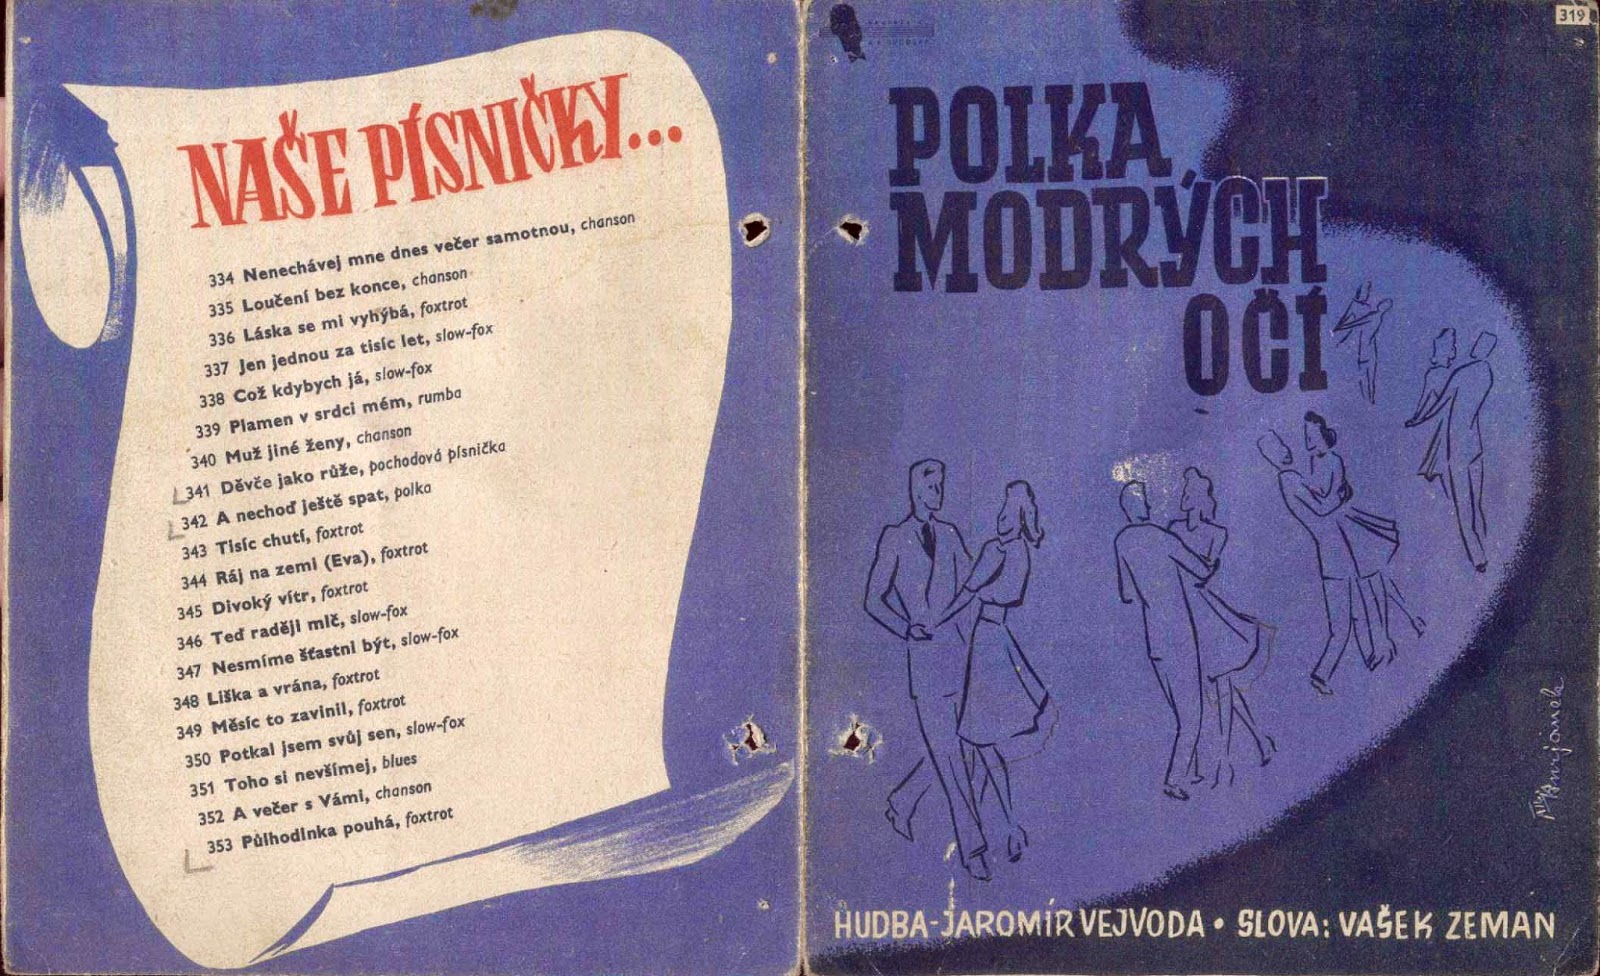 NAŠE PÍSNIČKY...
334 Nenechávej mne dnes večer samotnou, chanson
335 Loučení bez konce, chanson
336 Láska se mi vyhýbá, foxtrot
337 Jen jednou za tisíc let, slow-fox
338 Což kdybych já, slow-fox
339 Plamen v srdci mém, rumba
340 Muž jiné ženy, chanson
341 Děvče jako růže, pochodová písnička
342 A nechoď ještě spat, polka
343 Tisíc chutí, foxtrot
344 Ráj na zemi (Eva), foxtrot
345 Divoký vítr, foxtrot
346 Teď raději mlč, slow-fox
347 Nesmíme šťastni být, slow-fox
348 Liška a vrána, foxtrot
349 Měsíc to zavinil, foxtrot
350 Potkal jsem svůj sen, slow-fox
351 Toho si nevšímej, blues
352 A večer s Vámi, chanson
353 Půlhodinka pouhá, foxtrot
319
POLKA
MODRÝCH
OČÍ
HUDBA-JAROMÍR VEJVODA • SLOVA: VAŠEK ZEMAN